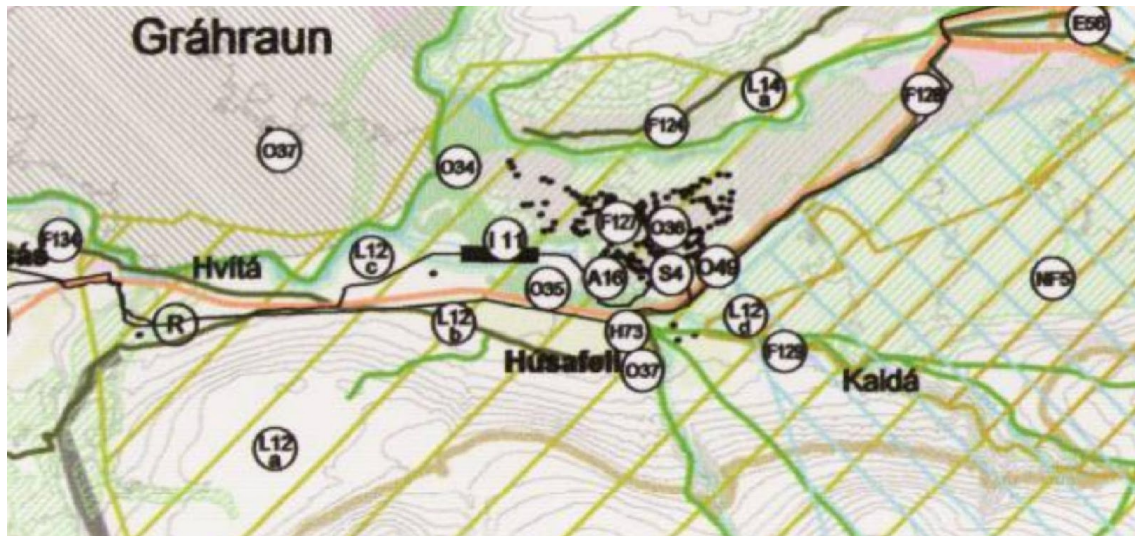 Gráhraun
E56
L14
a
F128
F124
O37
O34
F127
O36
F134
ás
I 11
L12
c
Hvítá
A16
S4
O49
NF5
O35
R
L12
b
L12
d
H73
F129
Húsafell
O37
Kaldá
L12
a